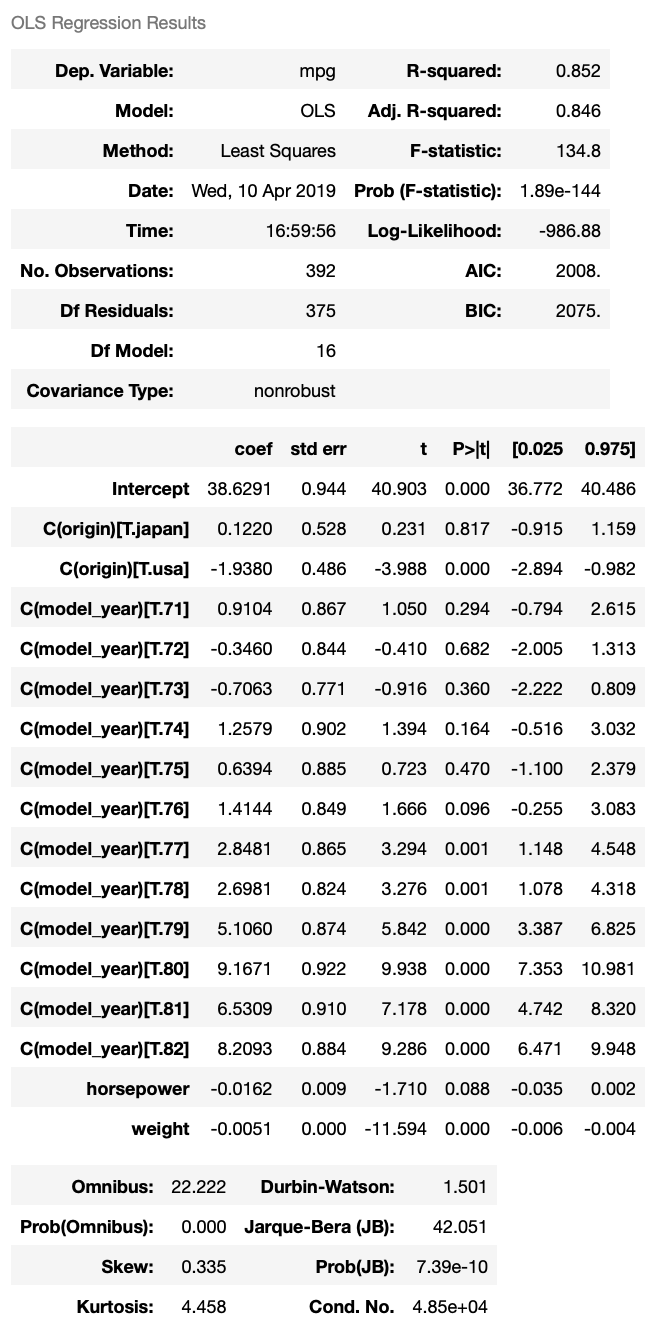 OLS Regression Results
Dep. Variable: mpg R-squared: 0.852
Model: OLS Adj. R-squared: 0.846
Method: Least Squares F-statistic: 134.8
Date: Wed, 10 Apr 2019 Prob (F-statistic): 1.89e-144
Time: 16:59:56 Log-Likelihood: -986.88
No. Observations: 392 AIC: 2008.
Df Residuals: 375 BIC: 2075.
Df Model: 16
Covariance Type: nonrobust
coef std err t P>|t| [0.025 0.975]
Intercept 38.6291 0.944 40.903 0.000 36.772 40.486
C(origin)[T.japan] 0.1220 0.528 0.231 0.817 -0.915 1.159
C(origin)[T.usa] -1.9380 0.486 -3.988 0.000 -2.894 -0.982
C(model_year)[T.71] 0.9104 0.867 1.050 0.294 -0.794 2.615
C(model_year)[T.72] -0.3460 0.844 -0.410 0.682 -2.005 1.313
C(model_year)[T.73] -0.7063 0.771 -0.916 0.360 -2.222 0.809
C(model_year)[T.74] 1.2579 0.902 1.394 0.164 -0.516 3.032
C(model_year)[T.75] 0.6394 0.885 0.723 0.470 -1.100 2.379
C(model_year)[T.76] 1.4144 0.849 1.666 0.096 -0.255 3.083
C(model_year)[T.77] 2.8481 0.865 3.294 0.001 1.148 4.548
C(model_year)[T.78] 2.6981 0.824 3.276 0.001 1.078 4.318
C(model_year)[T.79] 5.1060 0.874 5.842 0.000 3.387 6.825
C(model_year)[T.80] 9.1671 0.922 9.938 0.000 7.353 10.981
C(model_year)[T.81] 6.5309 0.910 7.178 0.000 4.742 8.320
C(model_year)[T.82] 8.2093 0.884 9.286 0.000 6.471 9.948
horsepower -0.0162 0.009 -1.710 0.088 -0.035 0.002
weight -0.0051 0.000 -11.594 0.000 -0.006 -0.004
Omnibus: 22.222 Durbin-Watson: 1.501
Prob(Omnibus): 0.000 Jarque-Bera (JB): 42.051
Skew: 0.335 Prob(JB): 7.39e-10
Kurtosis: 4.458 Cond. No. 4.85e+04